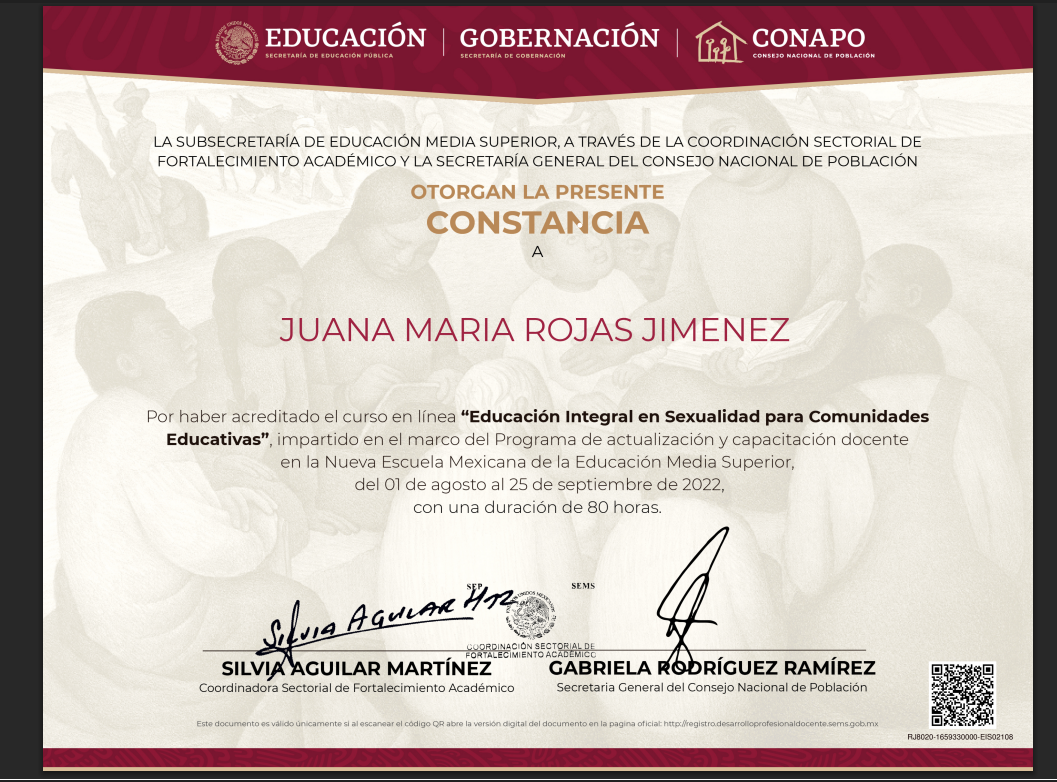 EDUCACIÓN
SECRETARÍA DE EDUCACIÓN PÚBLICA
GOBERNACIÓN
SECRETARÍA DE GOBERNACIÓN
CONAPO
CONSEJO NACIONAL DE POBLACIÓN
LA SUBSECRETARÍA DE EDUCACIÓN MEDIA SUPERIOR, A TRAVÉS DE LA COORDINACIÓN SECTORIAL DE
FORTALECIMIENTO ACADÉMICO Y LA SECRETARÍA GENERAL DEL CONSEJO NACIONAL DE POBLACIÓN
OTORGAN LA PRESENTE
CONSTANCIA
A
JUANA MARIA ROJAS JIMENEZ
Por haber acreditado el curso en línea “Educación Integral en Sexualidad para Comunidades
Educativas”, impartido en el marco del Programa de actualización y capacitación docente
en la Nueva Escuela Mexicana de la Educación Media Superior,
del 01 de agosto al 25 de septiembre de 2022,
con una duración de 80 horas.
SEP SEMS
SILVIA AGUILAR MTZ
COORDINACIÓN SECTORIAL DE
FORTALECIMIENTO ACADÉMICO
SILVIA AGUILAR MARTÍNEZ
Coordinadora Sectorial de Fortalecimiento Académico
GABRIELA RODRÍGUEZ RAMÍREZ
Secretaria General del Consejo Nacional de Población
Este documento es válido únicamente si al escanear el código QR abre la versión digital del documento en la pagina oficial: http://registro.desarrolloprofesionaldocente.sems.gob.mx
RJ8020-1659330000-EIS02108